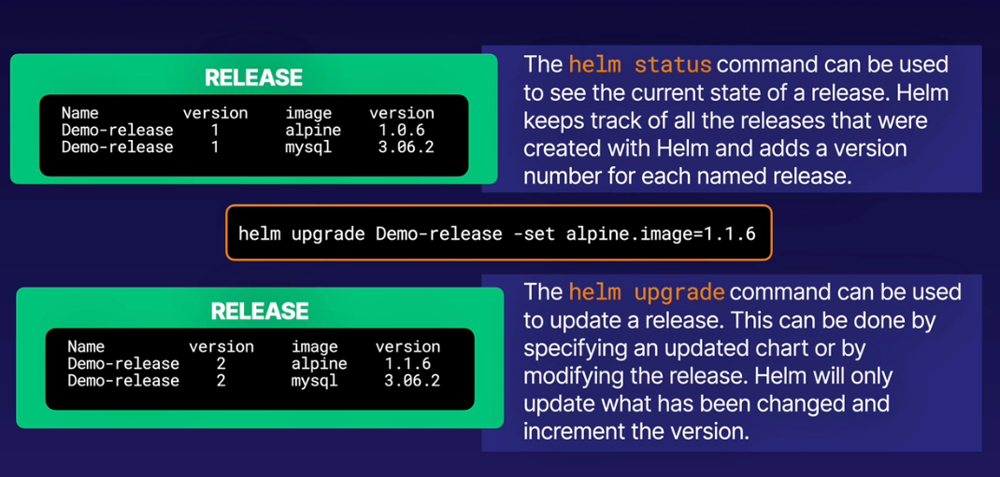 RELEASE
Name version image version
Demo-release 1 alpine 1.0.6
Demo-release 1 mysql 3.06.2
The helm status command can be used
to see the current state of a release. Helm
keeps track of all the releases that were
created with Helm and adds a version
number for each named release.
helm upgrade Demo-release -set alpine.image=1.1.6
RELEASE
Name version image version
Demo-release 2 alpine 1.1.6
Demo-release 2 mysql 3.06.2
The helm upgrade command can be used
to update a release. This can be done by
specifying an updated chart or by
modifying the release. Helm will only
update what has been changed and
increment the version.